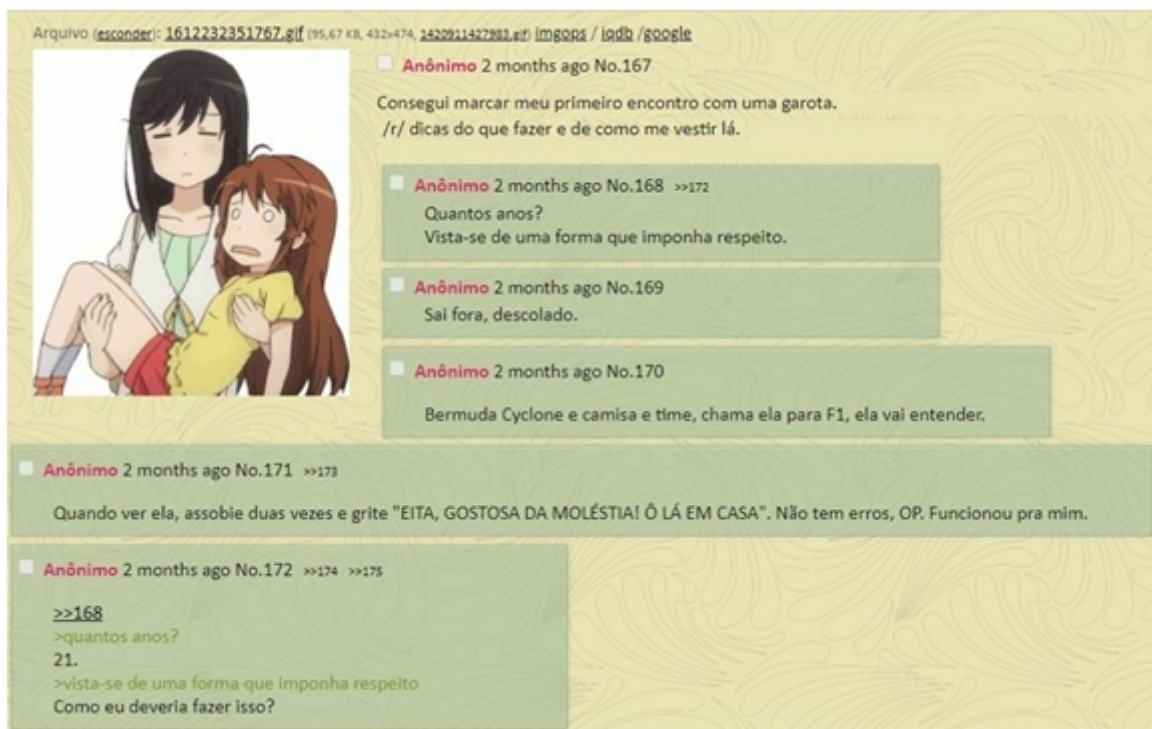 Arquivo (esconder): 1612232351767.gif (95,67 KB, 432x474, 1420911427983.gif) imgops / iqdb /google
Anônimo 2 months ago No.167
Consegui marcar meu primeiro encontro com uma garota.
/r/ dicas do que fazer e de como me vestir lá.
Anônimo 2 months ago No.168 >>172
Quantos anos?
Vista-se de uma forma que imponha respeito.
Anônimo 2 months ago No.169
Sai fora, descolado.
Anônimo 2 months ago No.170
Bermuda Cyclone e camisa e time, chama ela para F1, ela vai entender.
Anônimo 2 months ago No.171 >>173
Quando ver ela, assobie duas vezes e grite "EITA, GOSTOSA DA MOLÉSTIA! Ô LÁ EM CASA". Não tem erros, OP. Funcionou pra mim.
Anônimo 2 months ago No.172 >>174 >>175
>>168
>quantos anos?
21.
>vista-se de uma forma que imponha respeito
Como eu deveria fazer isso?